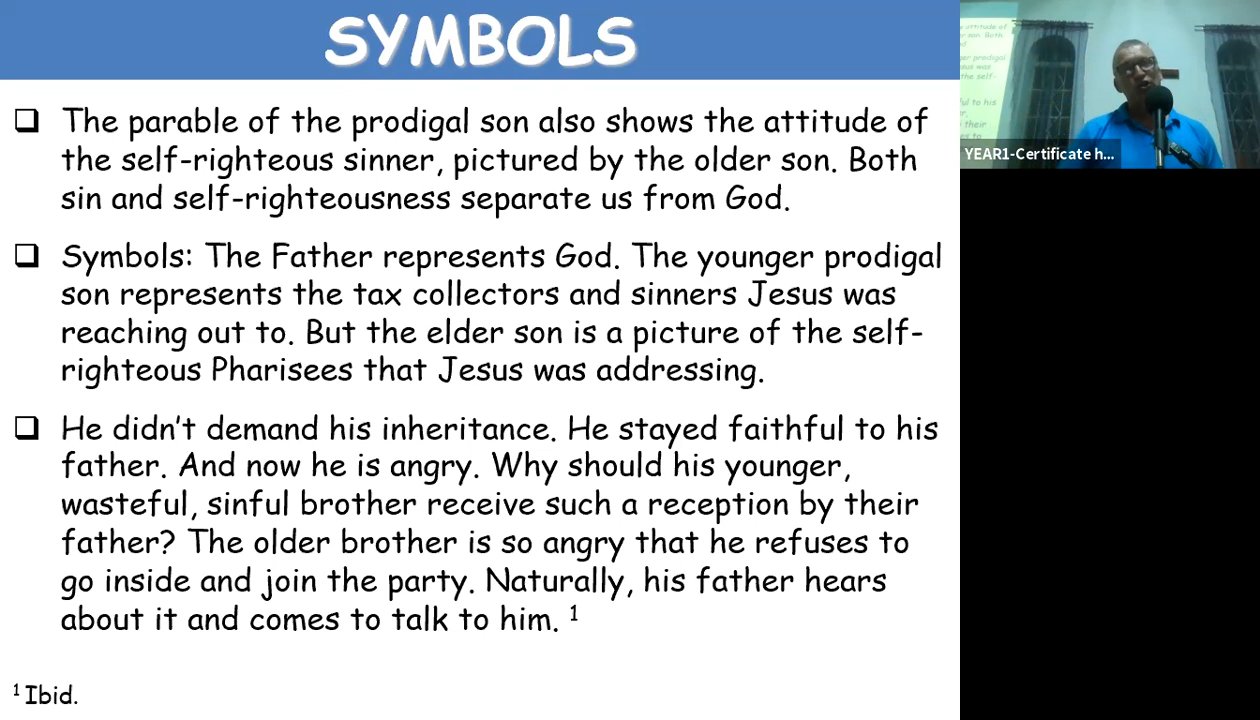 SYMBOLS
❑ The parable of the prodigal son also shows the attitude of
the self-righteous sinner, pictured by the older son. Both
sin and self-righteousness separate us from God.
❑ Symbols: The Father represents God. The younger prodigal
son represents the tax collectors and sinners Jesus was
reaching out to. But the elder son is a picture of the self-
righteous Pharisees that Jesus was addressing.
❑ He didn't demand his inheritance. He stayed faithful to his
father. And now he is angry. Why should his younger,
wasteful, sinful brother receive such a reception by their
father? The older brother is so angry that he refuses to
go inside and join the party. Naturally, his father hears
about it and comes to talk to him. ¹
¹ Ibid.
YEAR1-Certificate h...